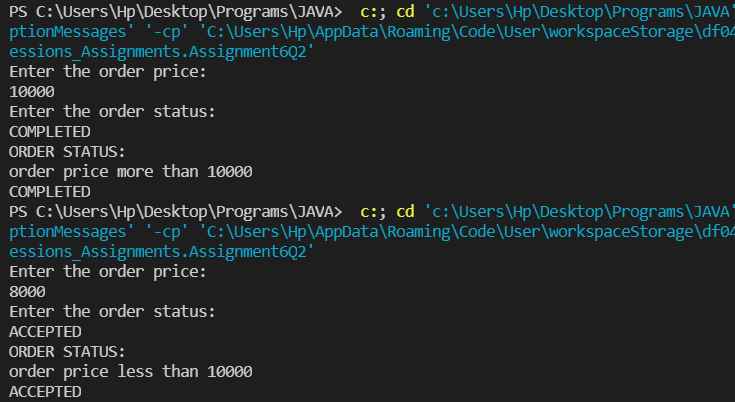 PS C:\Users\Hp\Desktop\Programs\JAVA>  c:; cd 'c:\Users\Hp\Desktop\Programs\JAVA'
ptionMessages' '-cp' 'C:\Users\Hp\AppData\Roaming\Code\User\workspaceStorage\df04
essions_Assignments.Assignment6Q2'
Enter the order price:
10000
Enter the order status:
COMPLETED
ORDER STATUS:
order price more than 10000
COMPLETED
PS C:\Users\Hp\Desktop\Programs\JAVA>  c:; cd 'c:\Users\Hp\Desktop\Programs\JAVA'
ptionMessages' '-cp' 'C:\Users\Hp\AppData\Roaming\Code\User\workspaceStorage\df04
essions_Assignments.Assignment6Q2'
Enter the order price:
8000
Enter the order status:
ACCEPTED
ORDER STATUS:
order price less than 10000
ACCEPTED